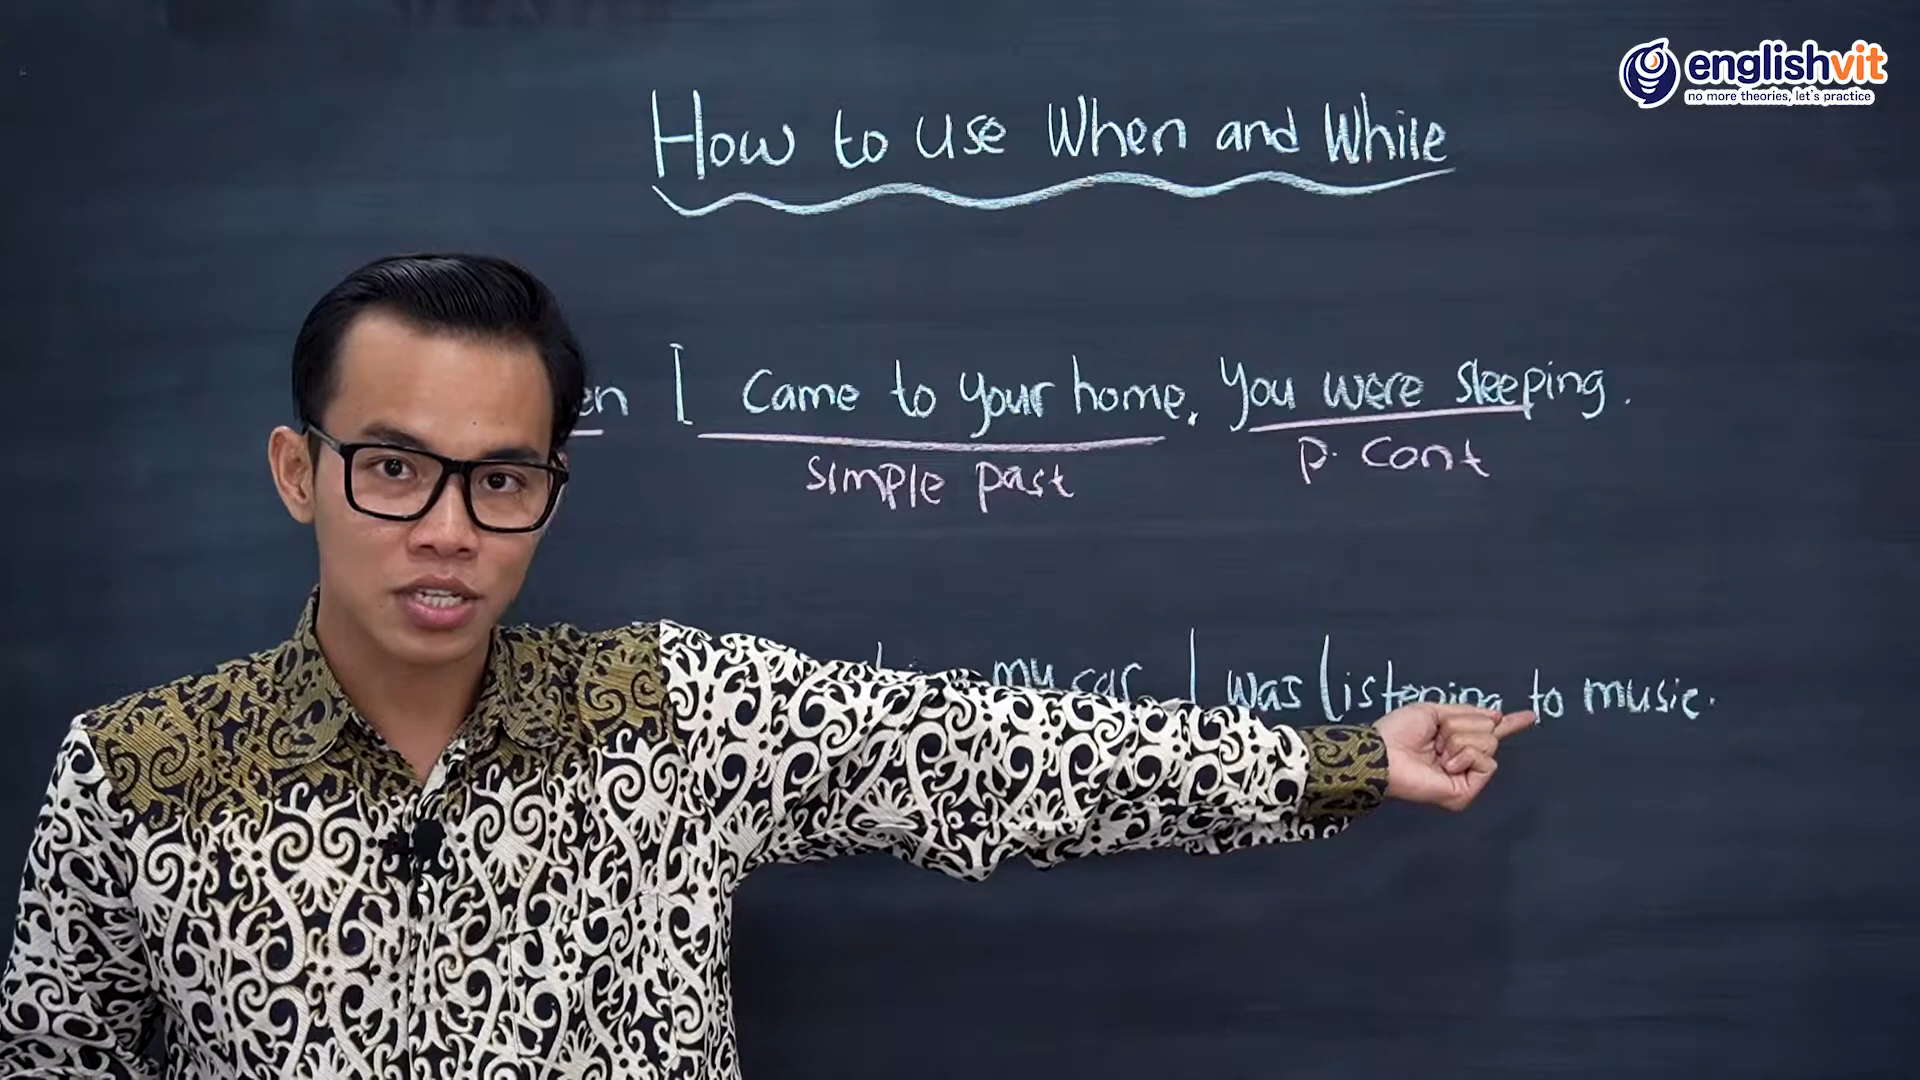 englishvit
no more theories, let's practice
How to use When and While
I came to your home. You were sleeping.
simple past P. Cont
my car I was listening to music.